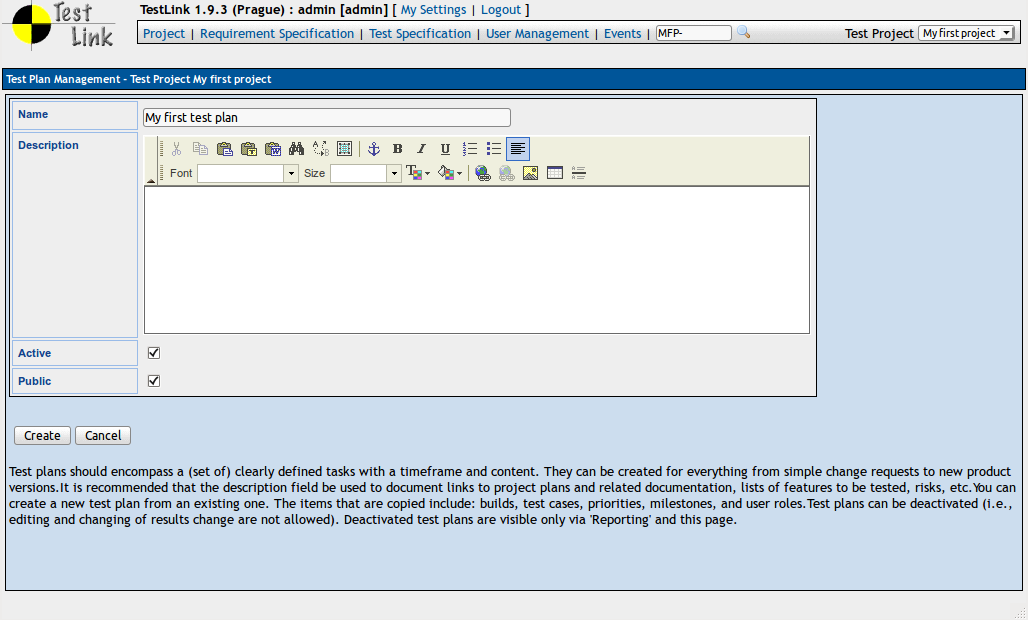 Test
Link
TestLink 1.9.3 (Prague) : admin [admin] [ My Settings | Logout ]
Project | Requirement Specification | Test Specification | User Management | Events | MFP- Test Project My first project
Test Plan Management - Test Project My first project
Name My first test plan
Description
B I U
Font Size
Active
Public
Create Cancel
Test plans should encompass a (set of) clearly defined tasks with a timeframe and content. They can be created for everything from simple change requests to new product
versions.It is recommended that the description field be used to document links to project plans and related documentation, lists of features to be tested, risks, etc.You can
create a new test plan from an existing one. The items that are copied include: builds, test cases, priorities, milestones, and user roles.Test plans can be deactivated (i.e.,
editing and changing of results change are not allowed). Deactivated test plans are visible only via 'Reporting' and this page.